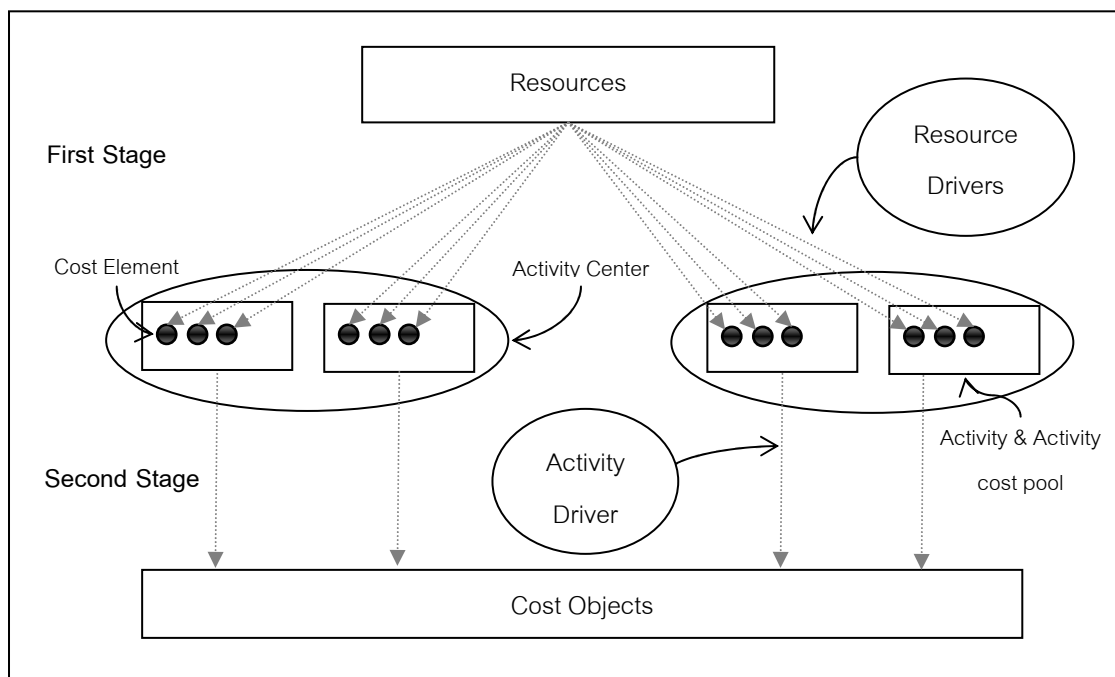 Resources
First Stage
Resource
Drivers
Cost Element
Activity Center
Activity & Activity
cost pool
Second Stage
Activity
Driver
Cost Objects